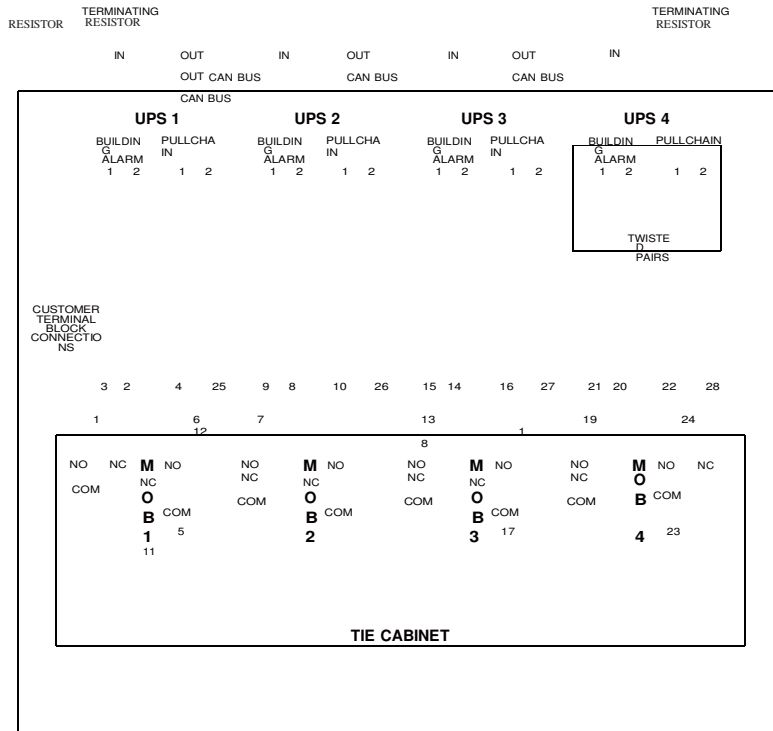 TERMINATING TERMINATING
RESISTOR RESISTOR RESISTOR
IN OUT IN OUT IN OUT IN
OUT CAN BUS CAN BUS CAN BUS
CAN BUS
UPS 1 UPS 2 UPS 3 UPS 4
BUILDIN PULLCHA BUILDIN PULLCHA BUILDIN PULLCHA BUILDIN PULLCHAIN
G IN G IN G IN G
ALARM ALARM ALARM ALARM
1 2 1 2 1 2 1 2 1 2 1 2 1 2 1 2
TWISTE
D
PAIRS
CUSTOMER
TERMINAL
BLOCK
CONNECTIO
NS
3 2 4 25 9 8 10 26 15 14 16 27 21 20 22 28
1 6 7 13 19 24
12 1
8
NO NC M NO NO M NO NO M NO NO M NO NC
NC NC NC NC NC NC O
COM O COM O COM O COM B COM
B COM B COM B COM
1 5 2 3 17 4 23
11
TIE CABINET